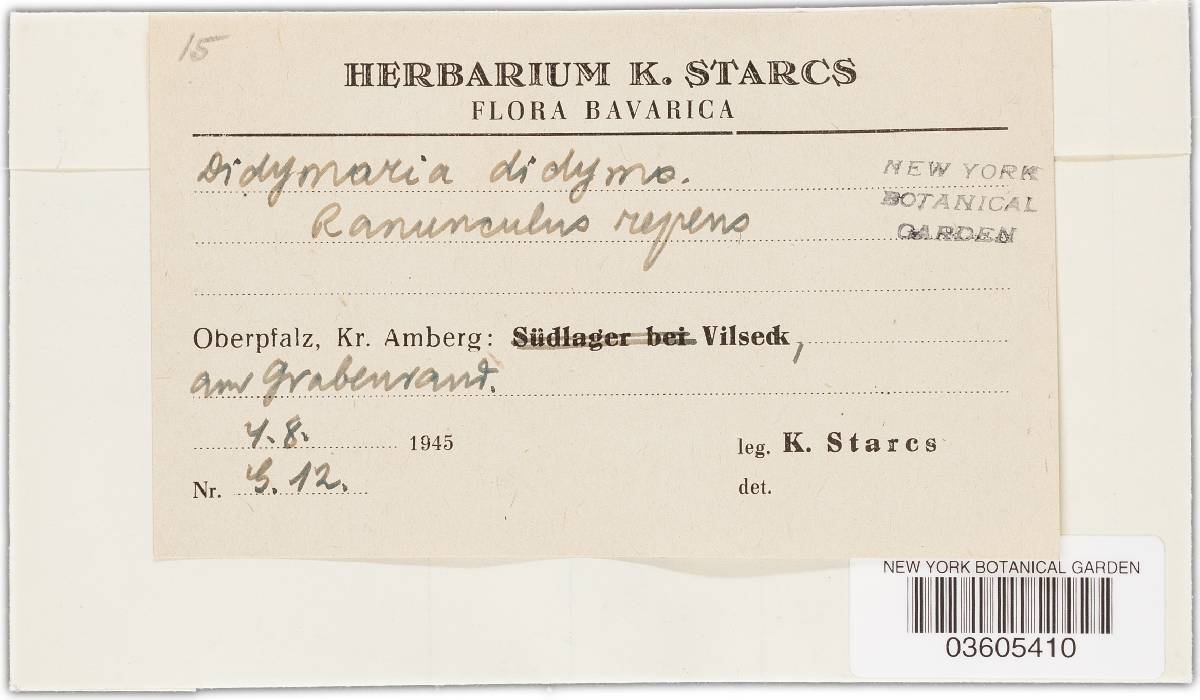 15
HERBARIUM K. STARCS
FLORA BAVARICA
Didymaria didyma.
Ranunculus repens
NEW YORK
BOTANICAL
GARDEN
Oberpfalz, Kr. Amberg: Südlager bei Vilseck,
am Grabenrand.
4.8. 1945
leg. K. Starcs
Nr. G. 12.
det.
NEW YORK BOTANICAL GARDEN
03605410